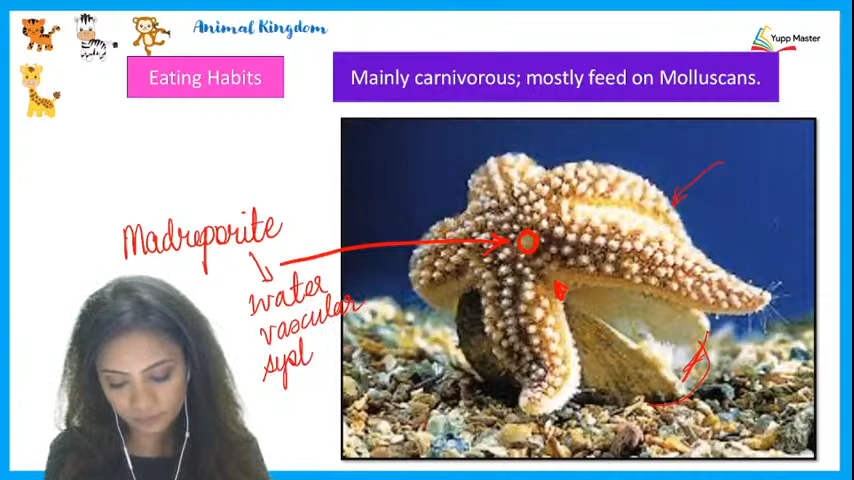 Animal Kingdom
Yupp Master
Eating Habits
Mainly carnivorous; mostly feed on Molluscans.
Madreporite
water
vascular
syst